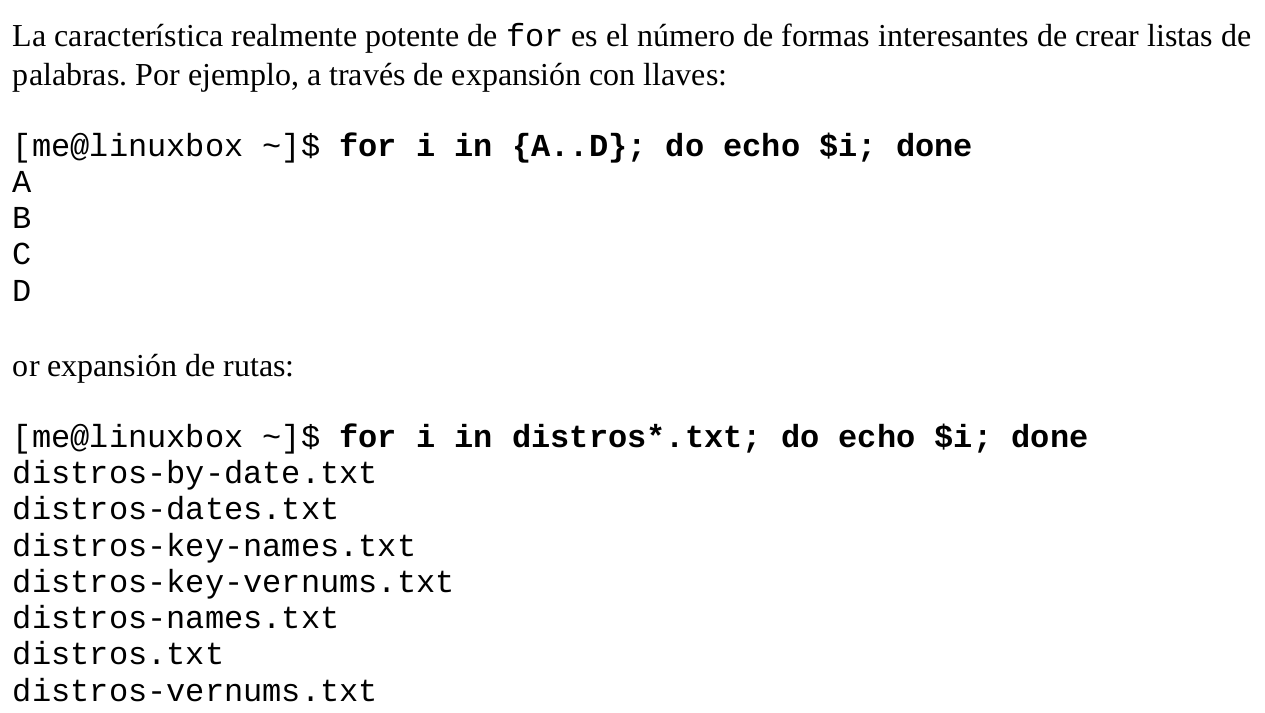 La característica realmente potente de for es el número de formas interesantes de crear listas de
palabras. Por ejemplo, a través de expansión con llaves:
[me@linuxbox ~]$ for i in {A..D}; do echo $i; done
A
B
C
D
or expansión de rutas:
[me@linuxbox ~]$ for i in distros*.txt; do echo $i; done
distros-by-date.txt
distros-dates.txt
distros-key-names.txt
distros-key-vernums.txt
distros-names.txt
distros.txt
distros-vernums.txt